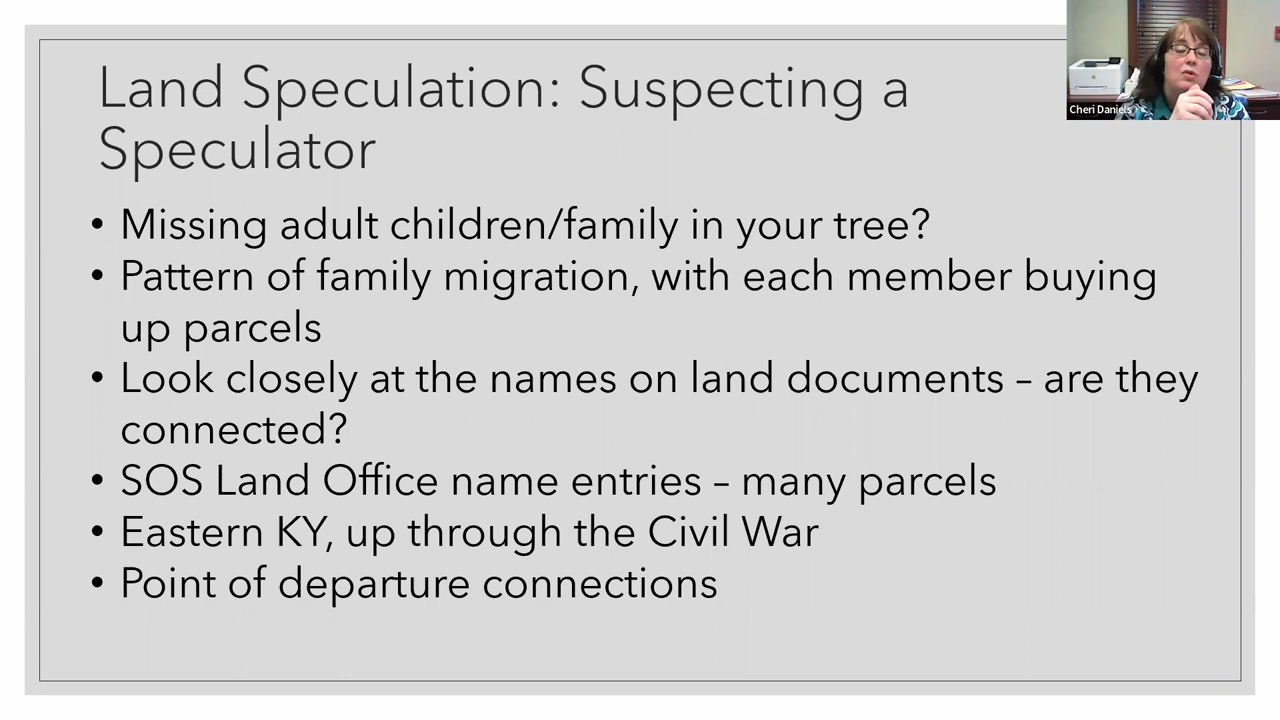 Land Speculation: Suspecting a
Speculator
Cheri Daniels
• Missing adult children/family in your tree?
• Pattern of family migration, with each member buying
up parcels
• Look closely at the names on land documents – are they
connected?
• SOS Land Office name entries – many parcels
• Eastern KY, up through the Civil War
• Point of departure connections